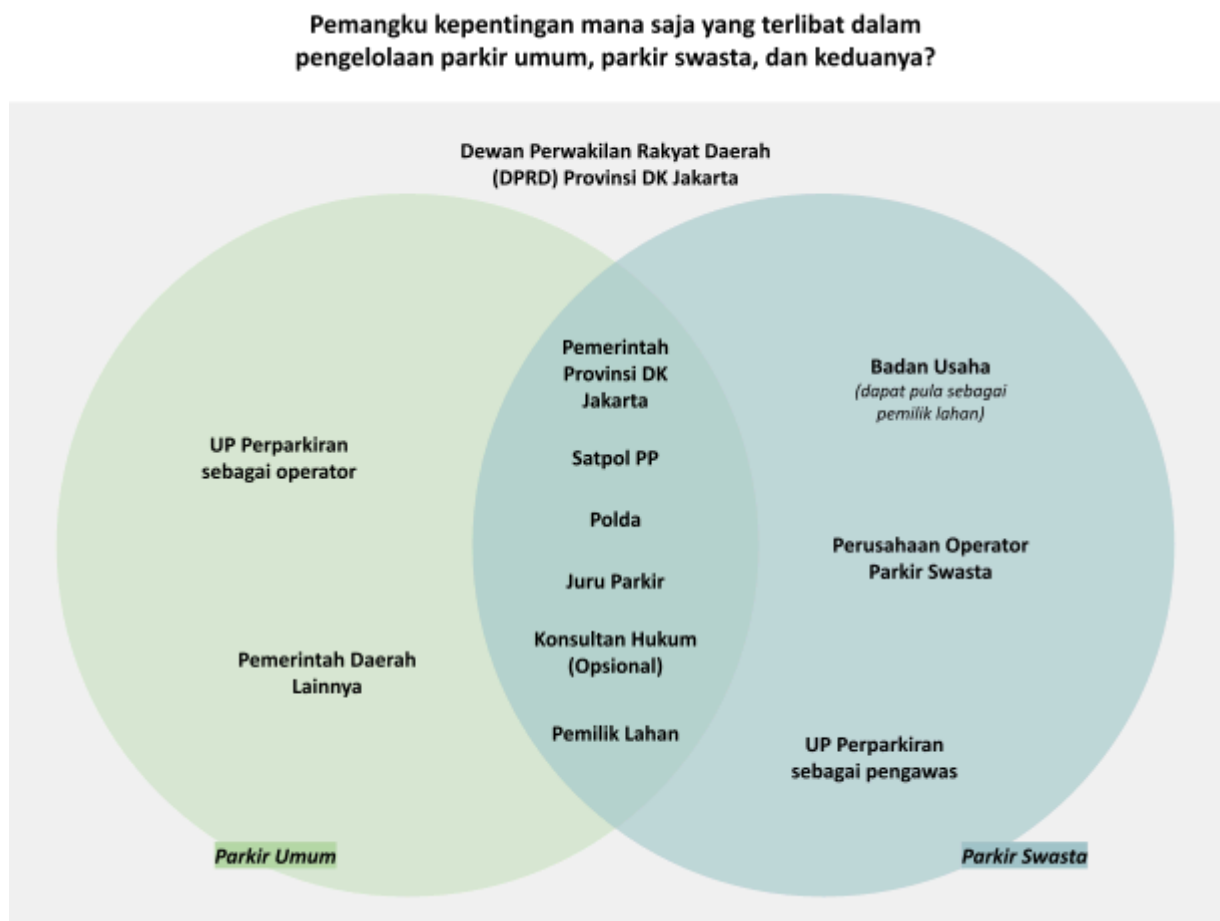 Pemangku kepentingan mana saja yang terlibat dalam
pengelolaan parkir umum, parkir swasta, dan keduanya?
Dewan Perwakilan Rakyat Daerah
(DPRD) Provinsi DK Jakarta
UP Perparkiran
sebagai operator
Pemerintah Daerah
Lainnya
Parkir Umum
Pemerintah
Provinsi DK
Jakarta
Satpol PP
Polda
Juru Parkir
Konsultan Hukum
(Opsional)
Pemilik Lahan
Badan Usaha
(dapat pula sebagai
pemilik lahan)
Perusahaan Operator
Parkir Swasta
UP Perparkiran
sebagai pengawas
Parkir Swasta